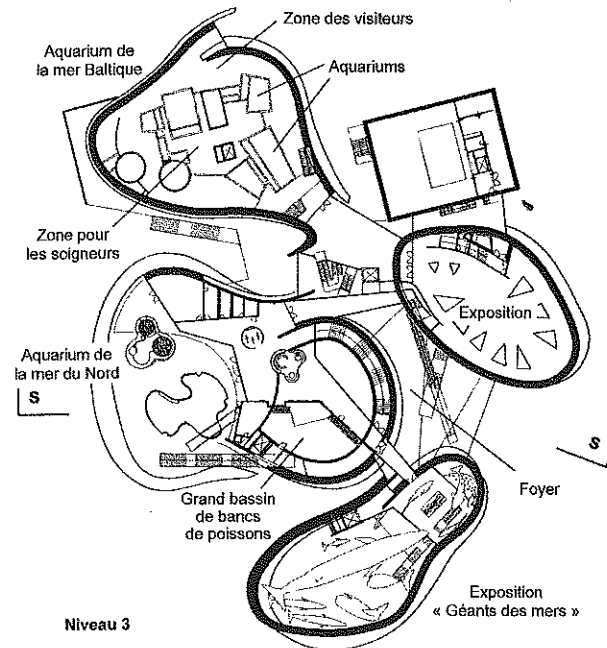 Zone des visiteurs
Aquarium de
la mer Baltique
Aquariums
Zone pour
les soigneurs
Exposition
Aquarium de
la mer du Nord
S
S
Foyer
Grand bassin
de bancs
de poissons
Exposition
« Géants des mers »
Niveau 3